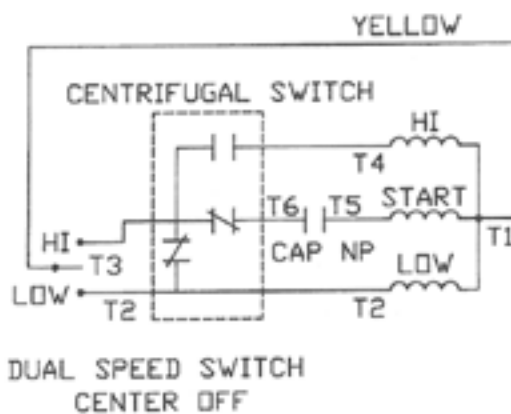 YELLOW
CENTRIFUGAL SWITCH
HI
T4
T6 T5 START
HI
CAP NP
T1
T3
LOW
LOW
T2
T2
DUAL SPEED SWITCH
CENTER OFF